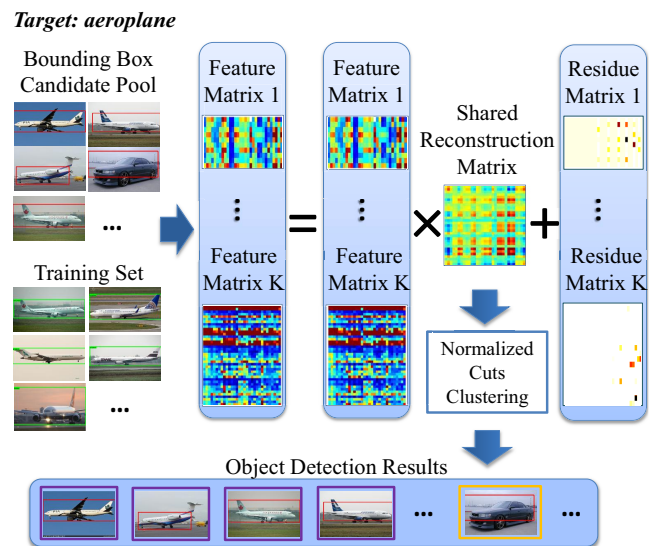 Target: aeroplane
Bounding Box
Candidate Pool
...
Training Set
...
Feature
Matrix 1
...
Feature
Matrix K
=
Feature
Matrix 1
...
Feature
Matrix K
×
Shared
Reconstruction
Matrix
+
Residue
Matrix 1
...
Residue
Matrix K
Normalized
Cuts
Clustering
Object Detection Results
... ...